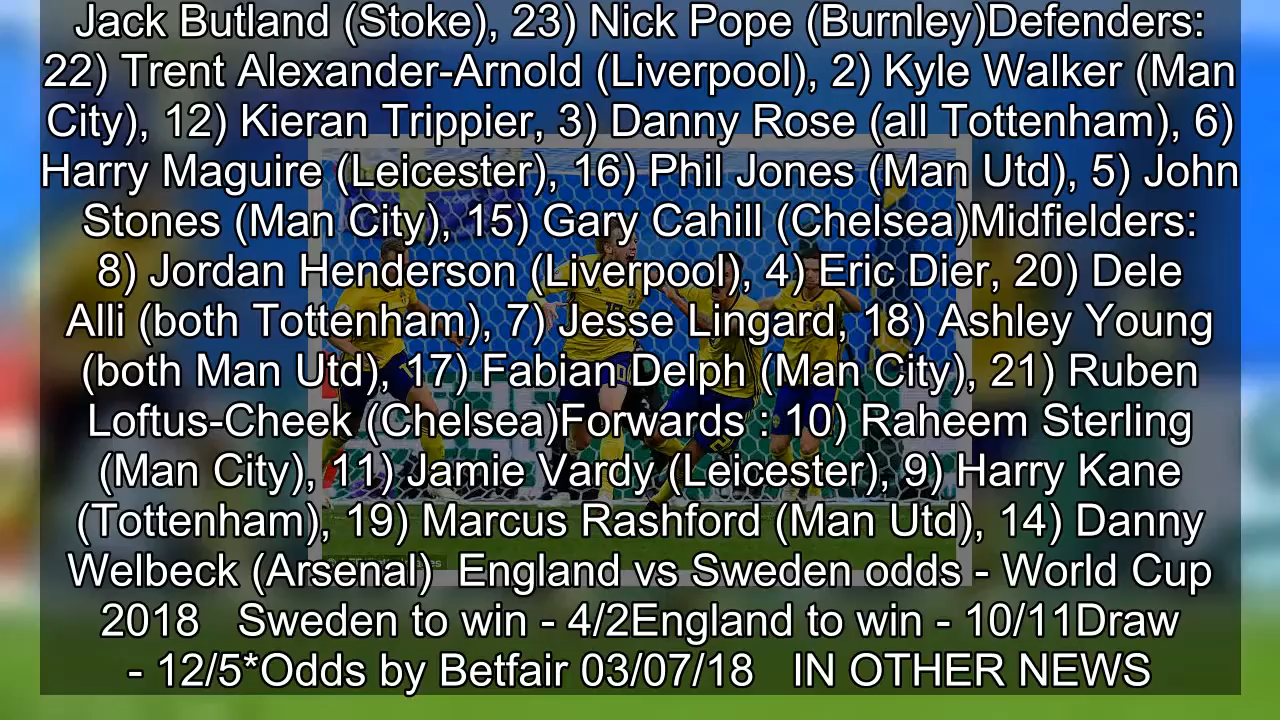 Jack Butland (Stoke), 23) Nick Pope (Burnley)Defenders:
22) Trent Alexander-Arnold (Liverpool), 2) Kyle Walker (Man
City), 12) Kieran Trippier, 3) Danny Rose (all Tottenham), 6)
Harry Maguire (Leicester), 16) Phil Jones (Man Utd), 5) John
Stones (Man City), 15) Gary Cahill (Chelsea)Midfielders:
8) Jordan Henderson (Liverpool), 4) Eric Dier, 20) Dele
Alli (both Tottenham), 7) Jesse Lingard, 18) Ashley Young
(both Man Utd), 17) Fabian Delph (Man City), 21) Ruben
Loftus-Cheek (Chelsea)Forwards : 10) Raheem Sterling
(Man City), 11) Jamie Vardy (Leicester), 9) Harry Kane
(Tottenham), 19) Marcus Rashford (Man Utd), 14) Danny
Welbeck (Arsenal)  England vs Sweden odds - World Cup
2018   Sweden to win - 4/2England to win - 10/11Draw
- 12/5*Odds by Betfair 03/07/18   IN OTHER NEWS